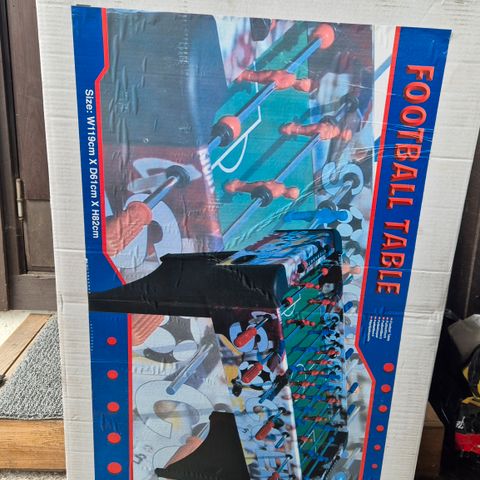 FOOTBALL TABLE
Size: W119cm X D61cm X H82cm